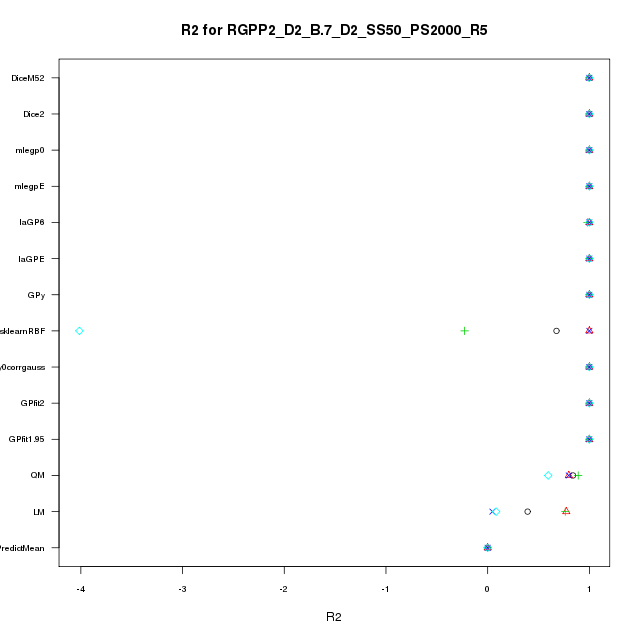 R2 for RGPP2_D2_B.7_D2_SS50_PS2000_R5
DiceM52
Dice2
mlegp0
mlegpE
laGP6
laGPE
GPy
sklearnRBF
y0corrgauss
GPfit2
GPfit1.95
QM
LM
PredictMean
-4 -3 -2 -1 0 1
R2